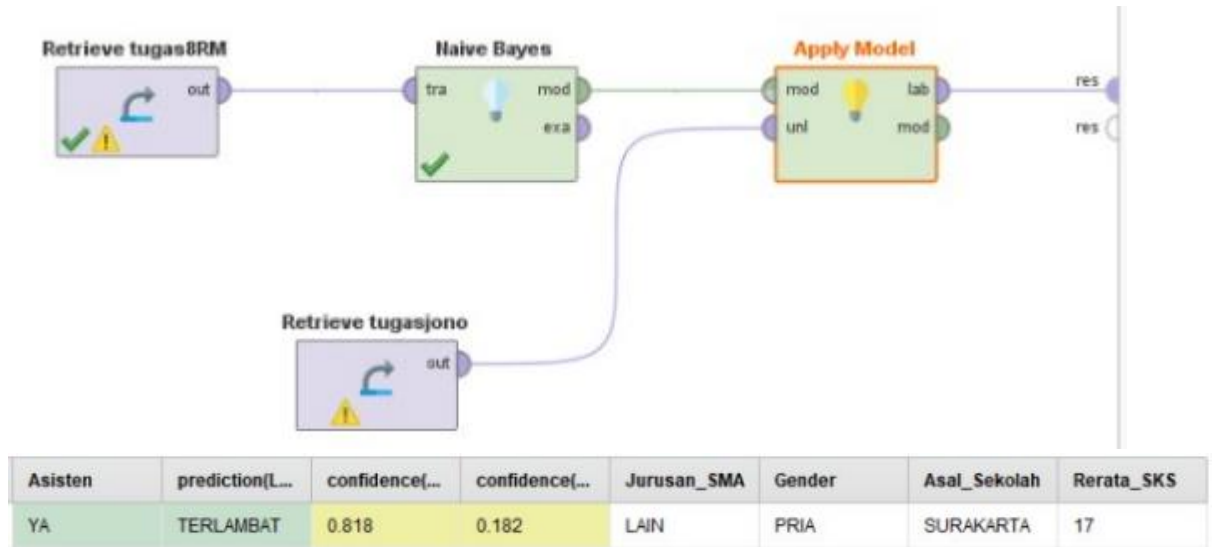 Retrieve tugas8RM
Naive Bayes
Apply Model
out
tra
mod
exa
mod
lab
unl
mod
res
res
Retrieve tugasjono
out
Asisten prediction(L... confidence(... confidence(... Jurusan_SMA Gender Asal_Sekolah Rerata_SKS
YA TERLAMBAT 0.818 0.182 LAIN PRIA SURAKARTA 17